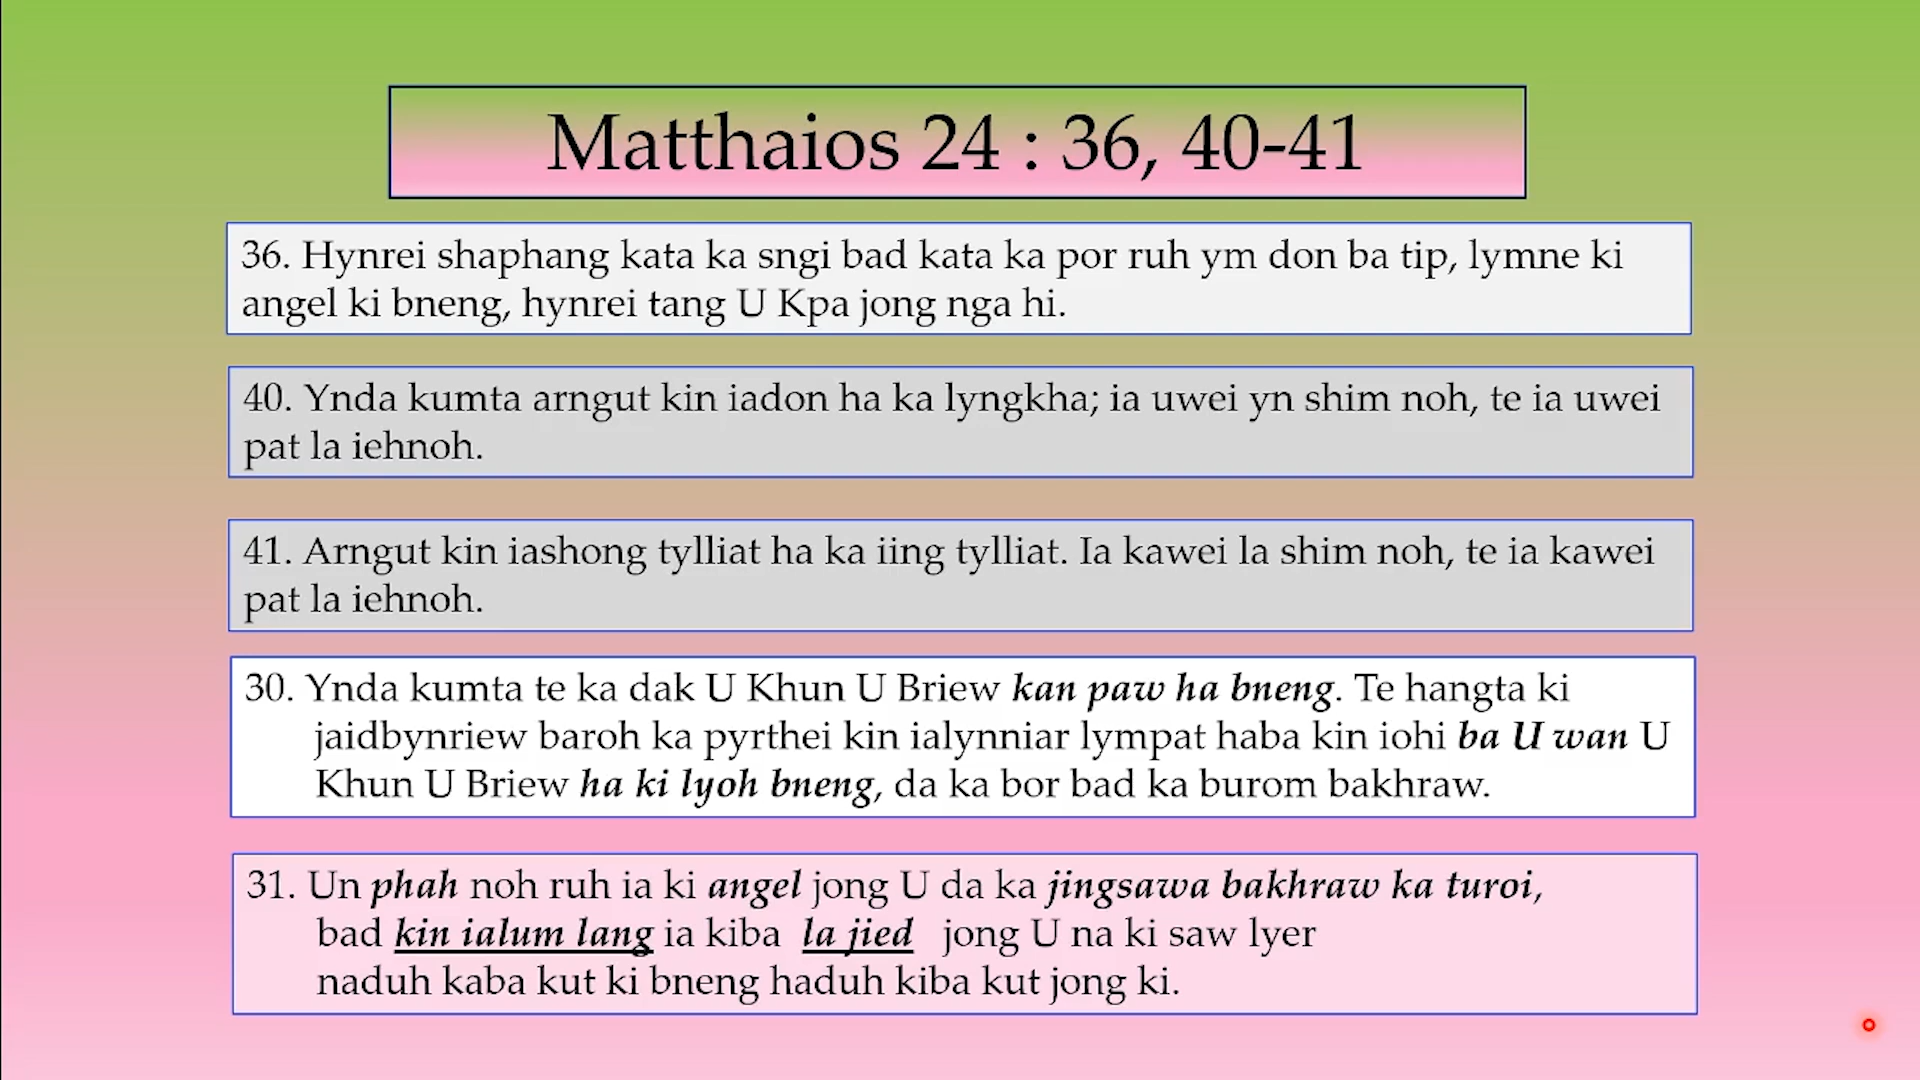 Matthaios 24 : 36, 40-41
36. Hynrei shaphang kata ka sngi bad kata ka por ruh ym don ba tip, lymne ki
angel ki bneng, hynrei tang U Kpa jong nga hi.
40. Ynda kumta arngut kin iadon ha ka lyngkha; ia uwei yn shim noh, te ia uwei
pat la iehnoh.
41. Arngut kin iashong tylliat ha ka iing tylliat. Ia kawei la shim noh, te ia kawei
pat la iehnoh.
30. Ynda kumta te ka dak U Khun U Briew kan paw ha bneng. Te hangta ki
jaidbynriew baroh ka pyrthei kin ialynniar lympat haba kin iohi ba U wan U
Khun U Briew ha ki lyoh bneng, da ka bor bad ka burom bakhraw.
31. Un phah noh ruh ia ki angel jong U da ka jingsawa bakhraw ka turoi,
bad kin ialum lang ia kiba la jied jong U na ki saw lyer
naduh kaba kut ki bneng haduh kiba kut jong ki.